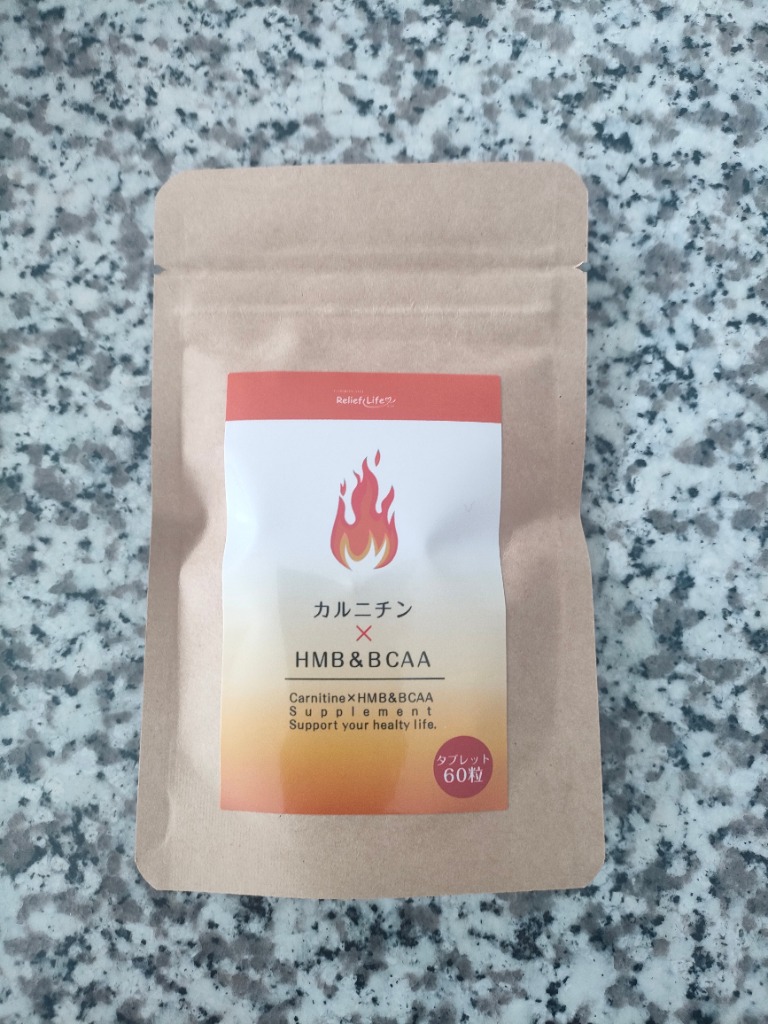 Relief Life
カルニチン
×
HMB&BCAA
Carnitine×HMB&BCAA
Supplement
Support your healty life.
タブレット
60粒